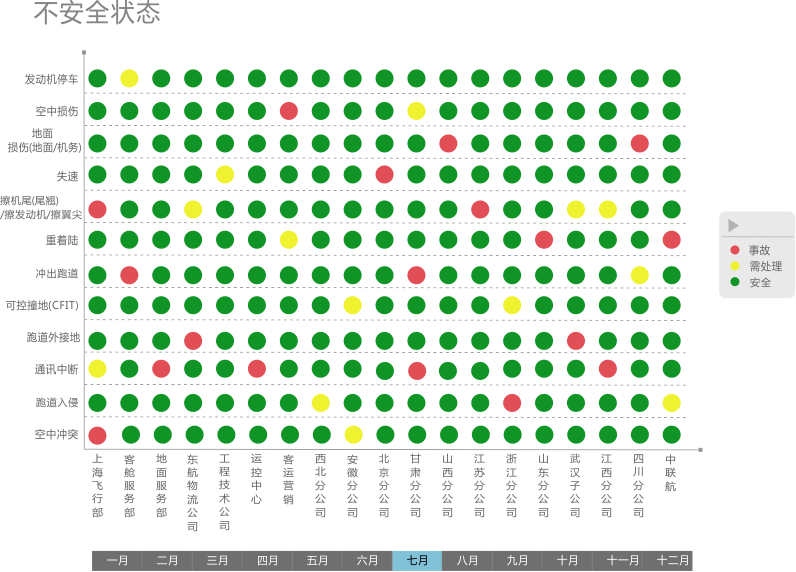 不安全状态
发动机停车
空中损伤
地面
损伤(地面/机务)
失速
擦机尾(尾翘)
/擦发动机/擦翼尖
重着陆
冲出跑道
可控撞地(CFIT)
跑道外接地
通讯中断
跑道入侵
空中冲突
事故
需处理
安全
上海飞行部
客舱服务部
地面服务部
东航物流公司
工程技术公司
运控中心
客运营销
西北分公司
安徽分公司
北京分公司
甘肃分公司
山西分公司
江苏分公司
浙江分公司
山东分公司
武汉子公司
江西分公司
四川分公司
中联航
一月 二月 三月 四月 五月 六月 七月 八月 九月 十月 十一月 十二月